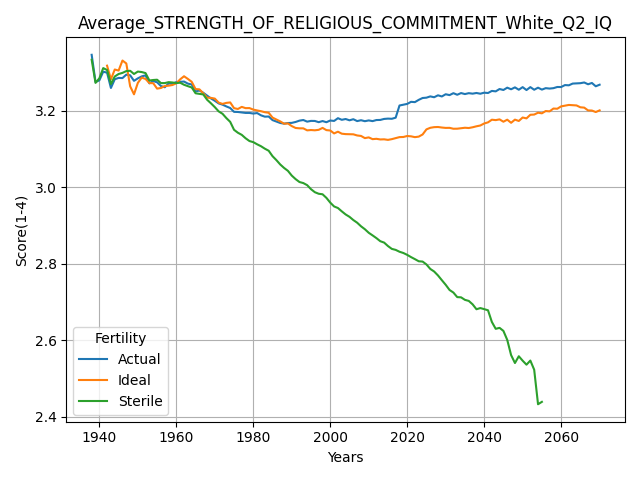 Average_STRENGTH_OF_RELIGIOUS_COMMITMENT_White_Q2_IQ
Score(1-4)
3.2
3.0
2.8
2.6
2.4
Fertility
Actual
Ideal
Sterile
1940 1960 1980 2000 2020 2040 2060
Years